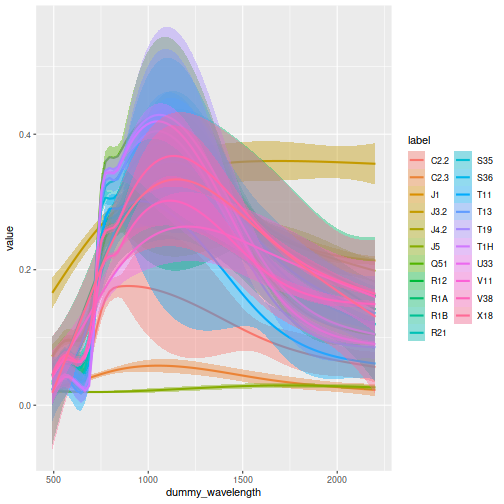 0.4
0.2
0.0
value
500
1000
1500
2000
dummy_wavelength
label
C2.2
C2.3
J1
J3.2
J4.2
J5
Q51
R12
R1A
R1B
R21
S35
S36
T11
T13
T19
T1H
U33
V11
V38
X18